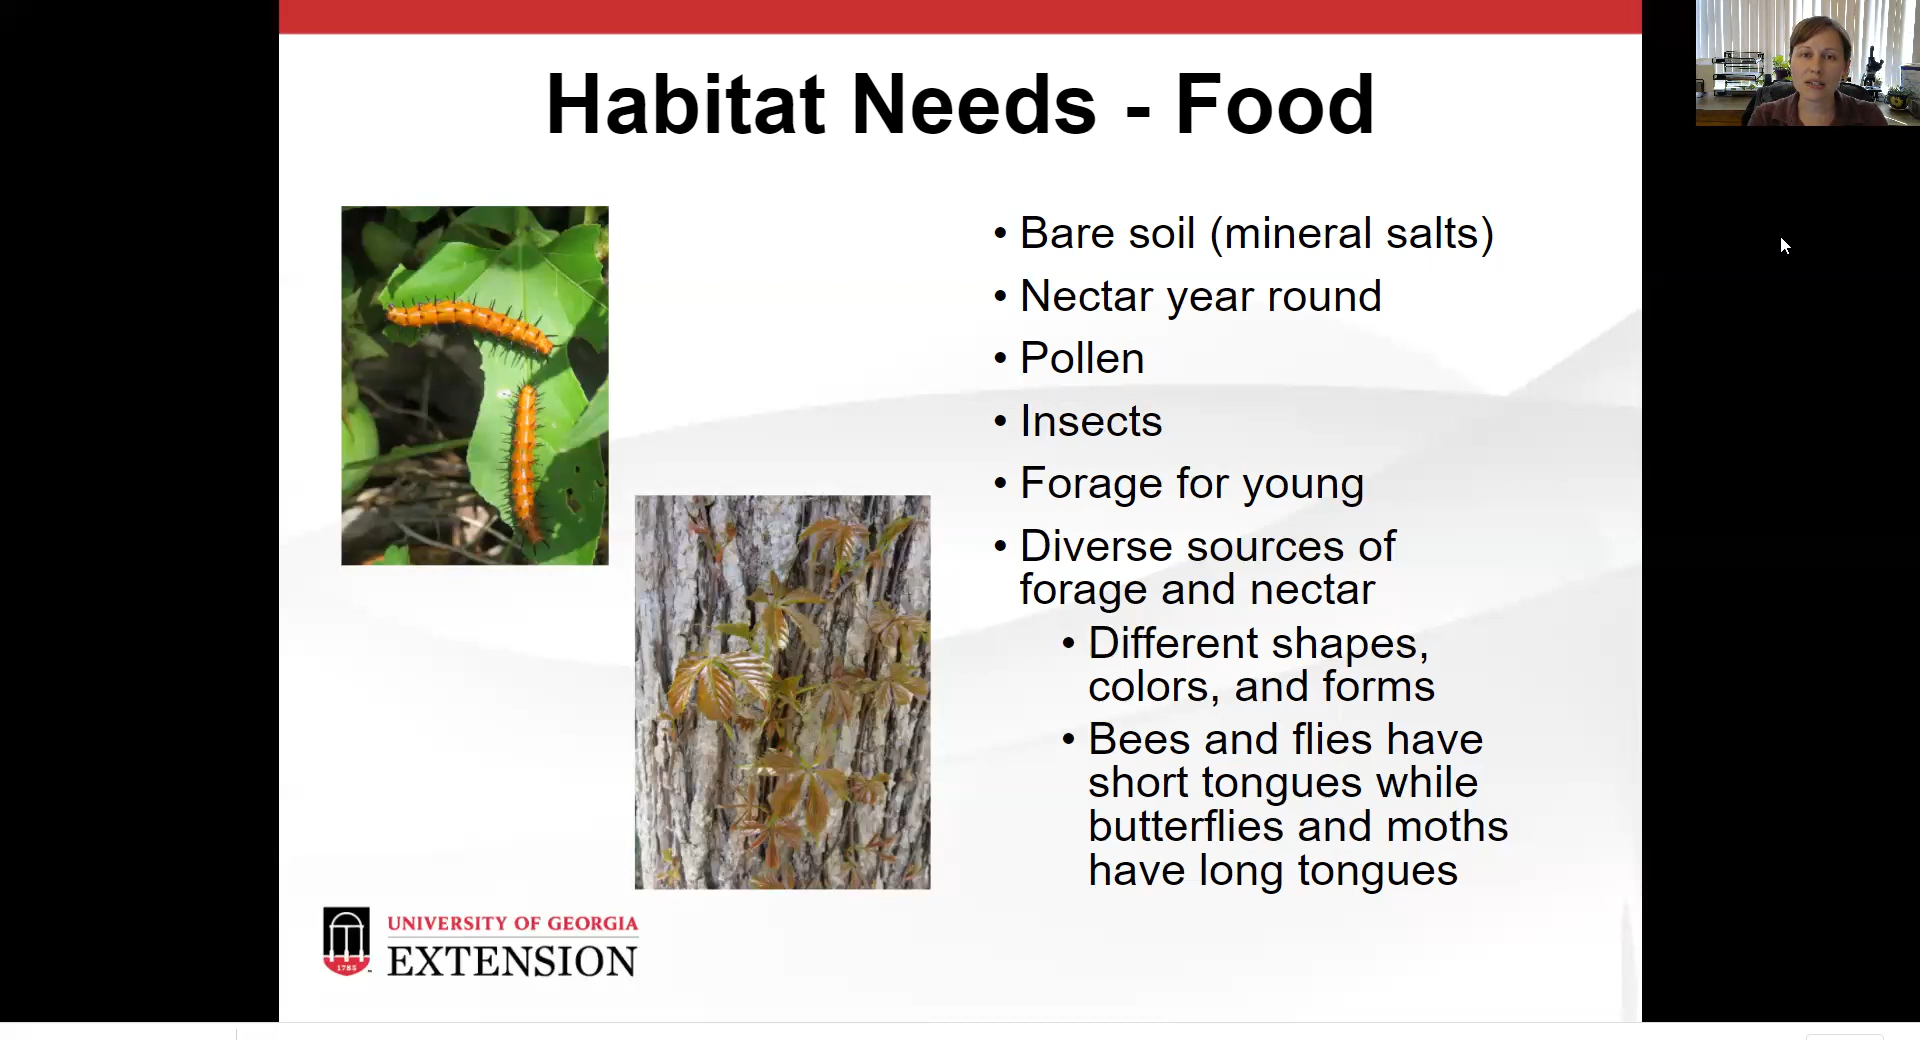 Habitat Needs - Food
• Bare soil (mineral salts)
• Nectar year round
• Pollen
• Insects
• Forage for young
• Diverse sources of
forage and nectar
• Different shapes,
colors, and forms
• Bees and flies have
short tongues while
butterflies and moths
have long tongues
1785
UNIVERSITY OF GEORGIA
EXTENSION